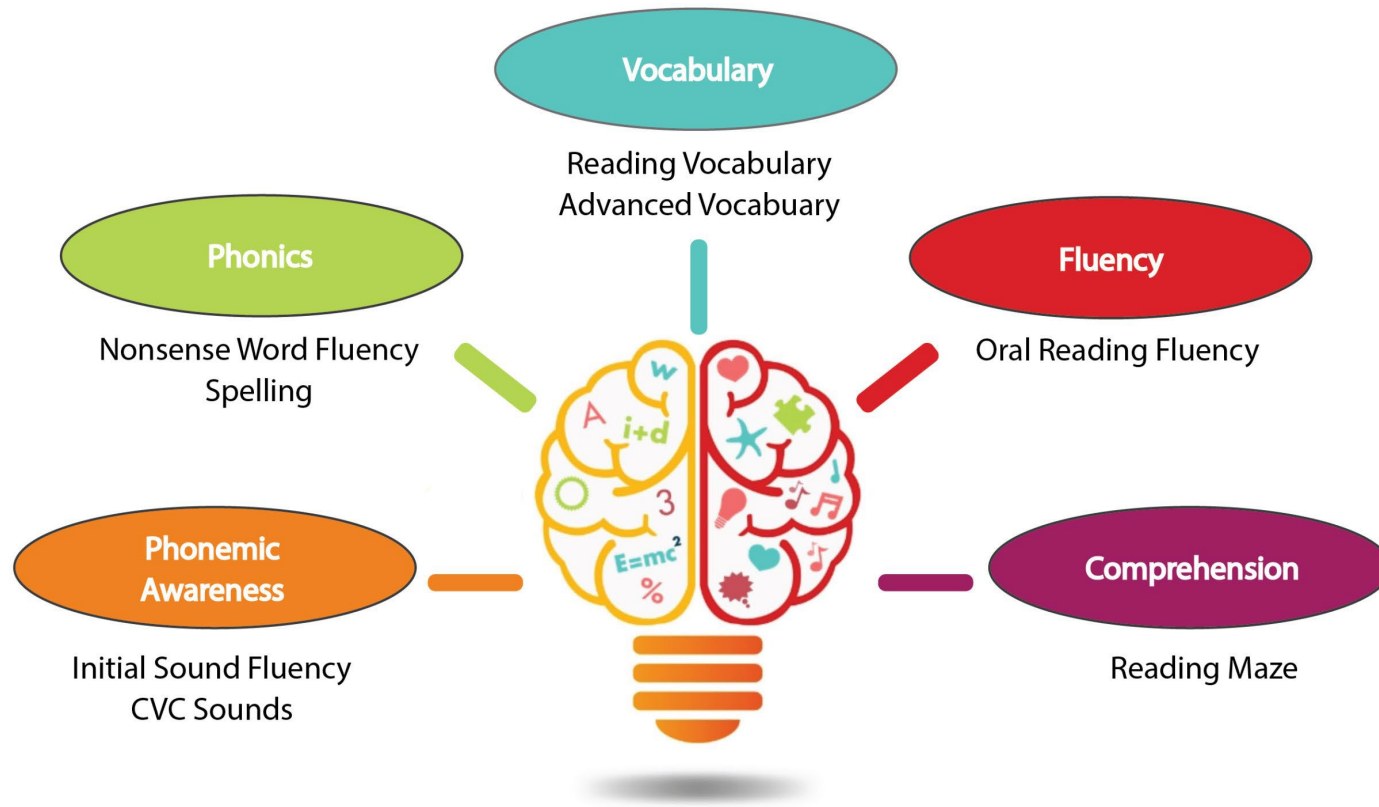 Vocabulary
Reading Vocabulary
Advanced Vocabuary
Phonics
Nonsense Word Fluency
Spelling
Fluency
Oral Reading Fluency
Phonemic
Awareness
Initial Sound Fluency
CVC Sounds
Comprehension
Reading Maze
w
A
i+d
3
E=mc²
%